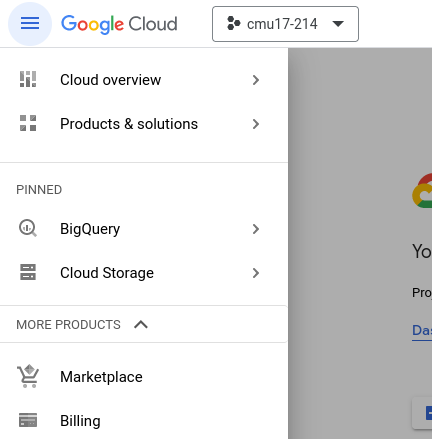 Google Cloud
cmu17-214
Cloud overview
Products & solutions
PINNED
BigQuery
Cloud Storage
MORE PRODUCTS
Marketplace
Billing
Yo
Pro
Das